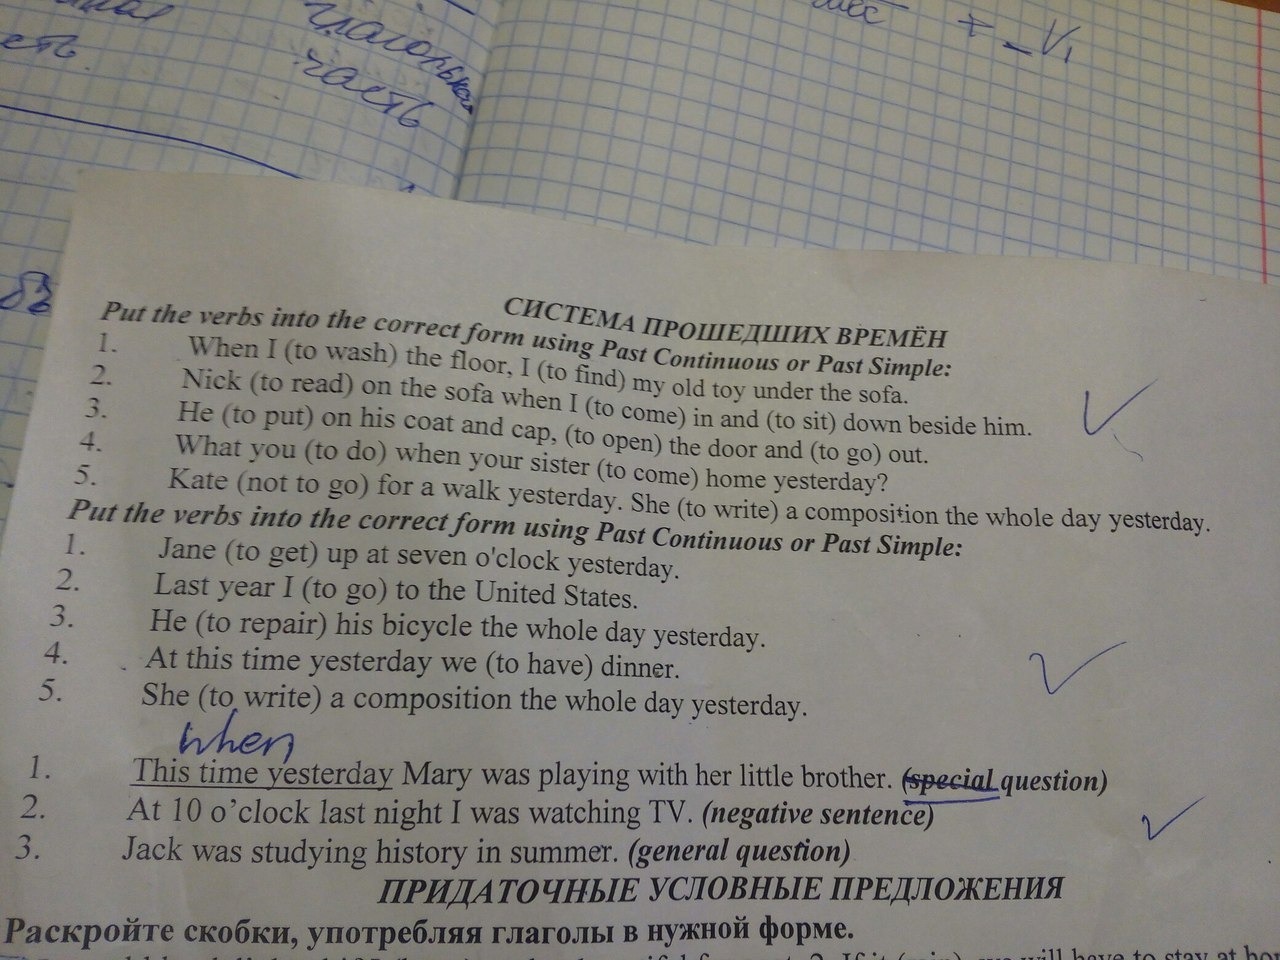 есть
глагольная
часть
I – V₁
СИСТЕМА ПРОШЕДШИХ ВРЕМЁН
Put the verbs into the correct form using Past Continuous or Past Simple:
1. When I (to wash) the floor, I (to find) my old toy under the sofa.
2. Nick (to read) on the sofa when I (to come) in and (to sit) down beside him.
3. He (to put) on his coat and cap, (to open) the door and (to go) out.
4. What you (to do) when your sister (to come) home yesterday?
5. Kate (not to go) for a walk yesterday. She (to write) a composition the whole day yesterday.
Put the verbs into the correct form using Past Continuous or Past Simple:
1. Jane (to get) up at seven o'clock yesterday.
2. Last year I (to go) to the United States.
3. He (to repair) his bicycle the whole day yesterday.
4. At this time yesterday we (to have) dinner.
5. She (to write) a composition the whole day yesterday.
when
1. This time yesterday Mary was playing with her little brother. (special question)
2. At 10 o’clock last night I was watching TV. (negative sentence)
3. Jack was studying history in summer. (general question)
ПРИДАТОЧНЫЕ УСЛОВНЫЕ ПРЕДЛОЖЕНИЯ
Раскройте скобки, употребляя глаголы в нужной форме.